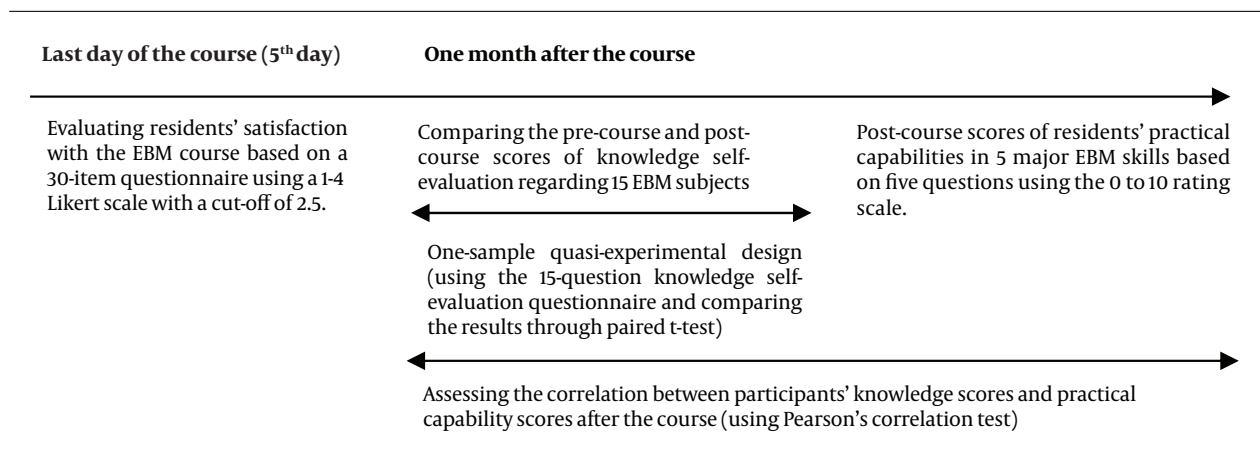 Last day of the course (5th day)
One month after the course
Evaluating residents' satisfaction
with the EBM course based on a
30-item questionnaire using a 1-4
Likert scale with a cut-off of 2.5.
Comparing the pre-course and post-
course scores of knowledge self-
evaluation regarding 15 EBM subjects
One-sample quasi-experimental design
(using the 15-question knowledge self-
evaluation questionnaire and comparing
the results through paired t-test)
Post-course scores of residents' practical
capabilities in 5 major EBM skills based
on five questions using the 0 to 10 rating
scale.
Assessing the correlation between participants' knowledge scores and practical
capability scores after the course (using Pearson's correlation test)